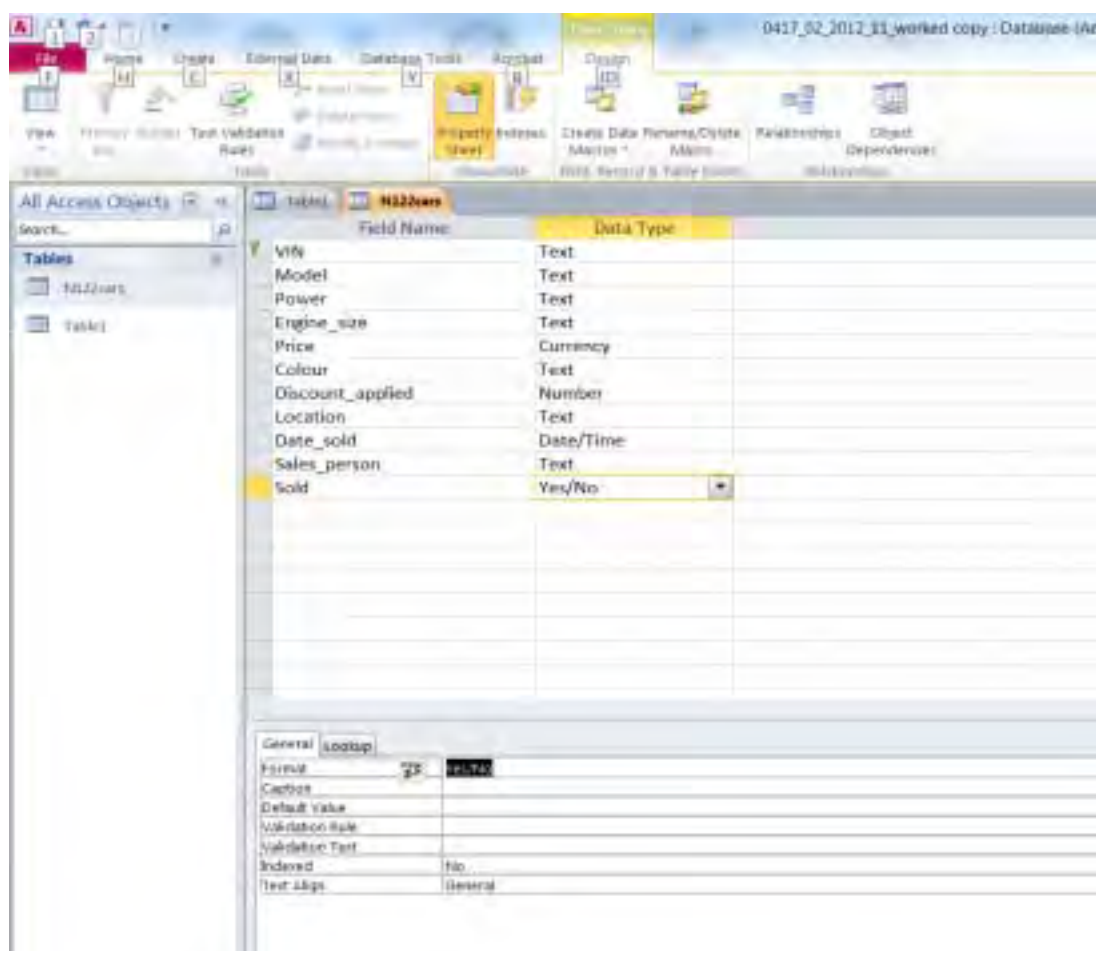 0417_02_2012_11_worked copy : Database (Ac
File Home Create External Data Database Tools Acrobat Design
View Primary Builder Test Validation Rules Property Sheet Indexes Create Data Macros Rename/Delete Macro Relationships Object Dependencies
All Access Objects
Table1 N122cars
Search...
Field Name Data Type
Tables
N122cars
Table1
VIN Text
Model Text
Power Text
Engine_size Text
Price Currency
Colour Text
Discount_applied Number
Location Text
Date_sold Date/Time
Sales_person Text
Sold Yes/No
General Lookup
Format Yes/No
Caption
Default Value
Validation Rule
Validation Text
Indexed No
Text Align General